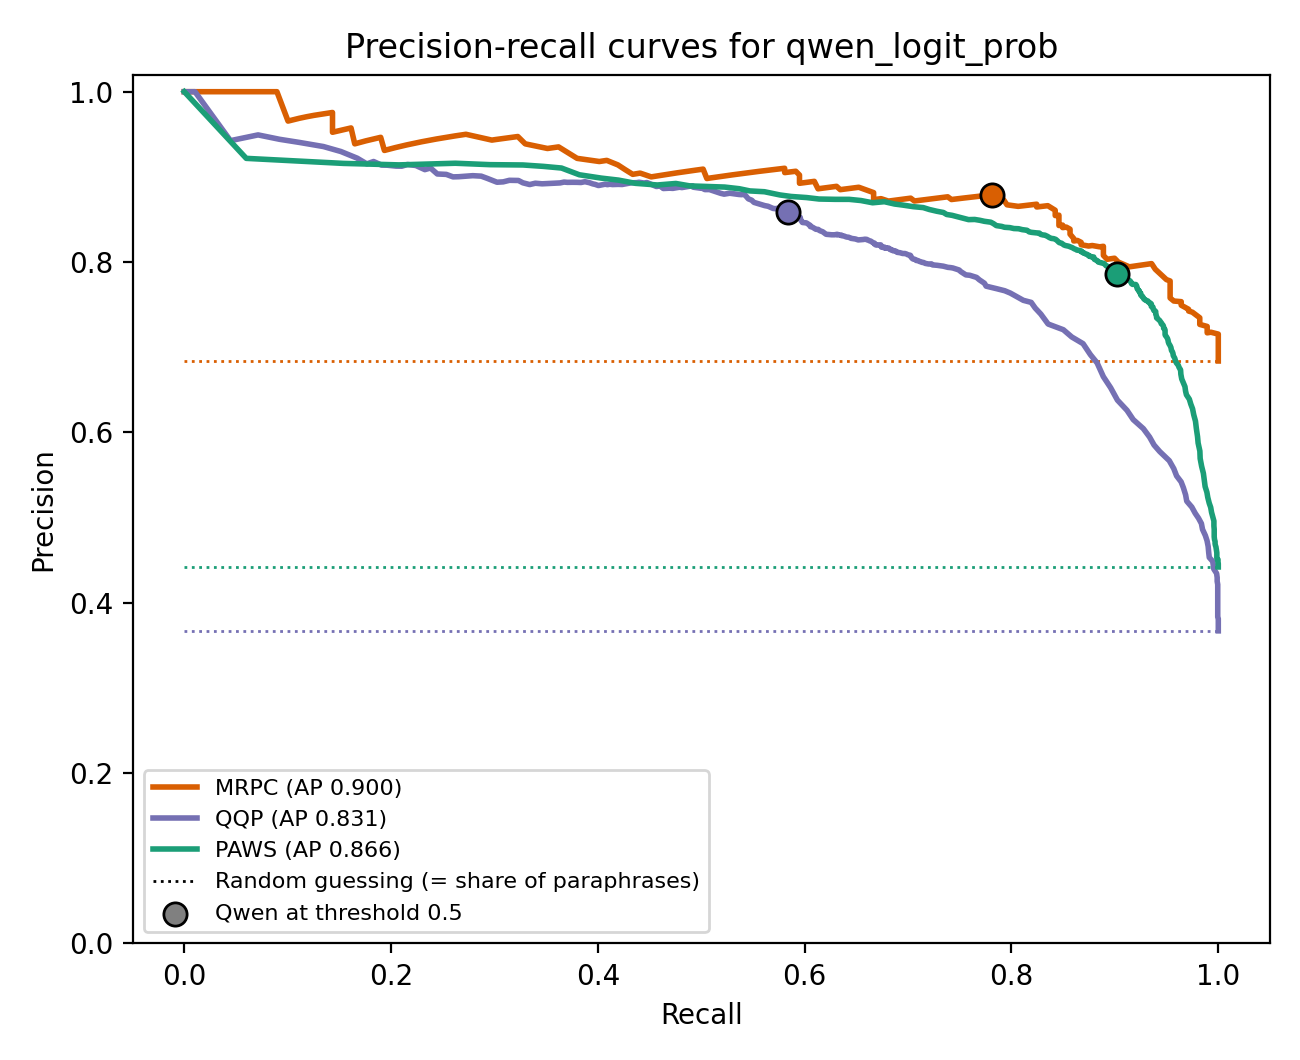 Precision-recall curves for qwen_logit_prob
1.0
0.8
0.6
0.4
0.2
0.0
Precision
MRPC (AP 0.900)
QQP (AP 0.831)
PAWS (AP 0.866)
Random guessing (= share of paraphrases)
Qwen at threshold 0.5
0.0 0.2 0.4 0.6 0.8 1.0
Recall